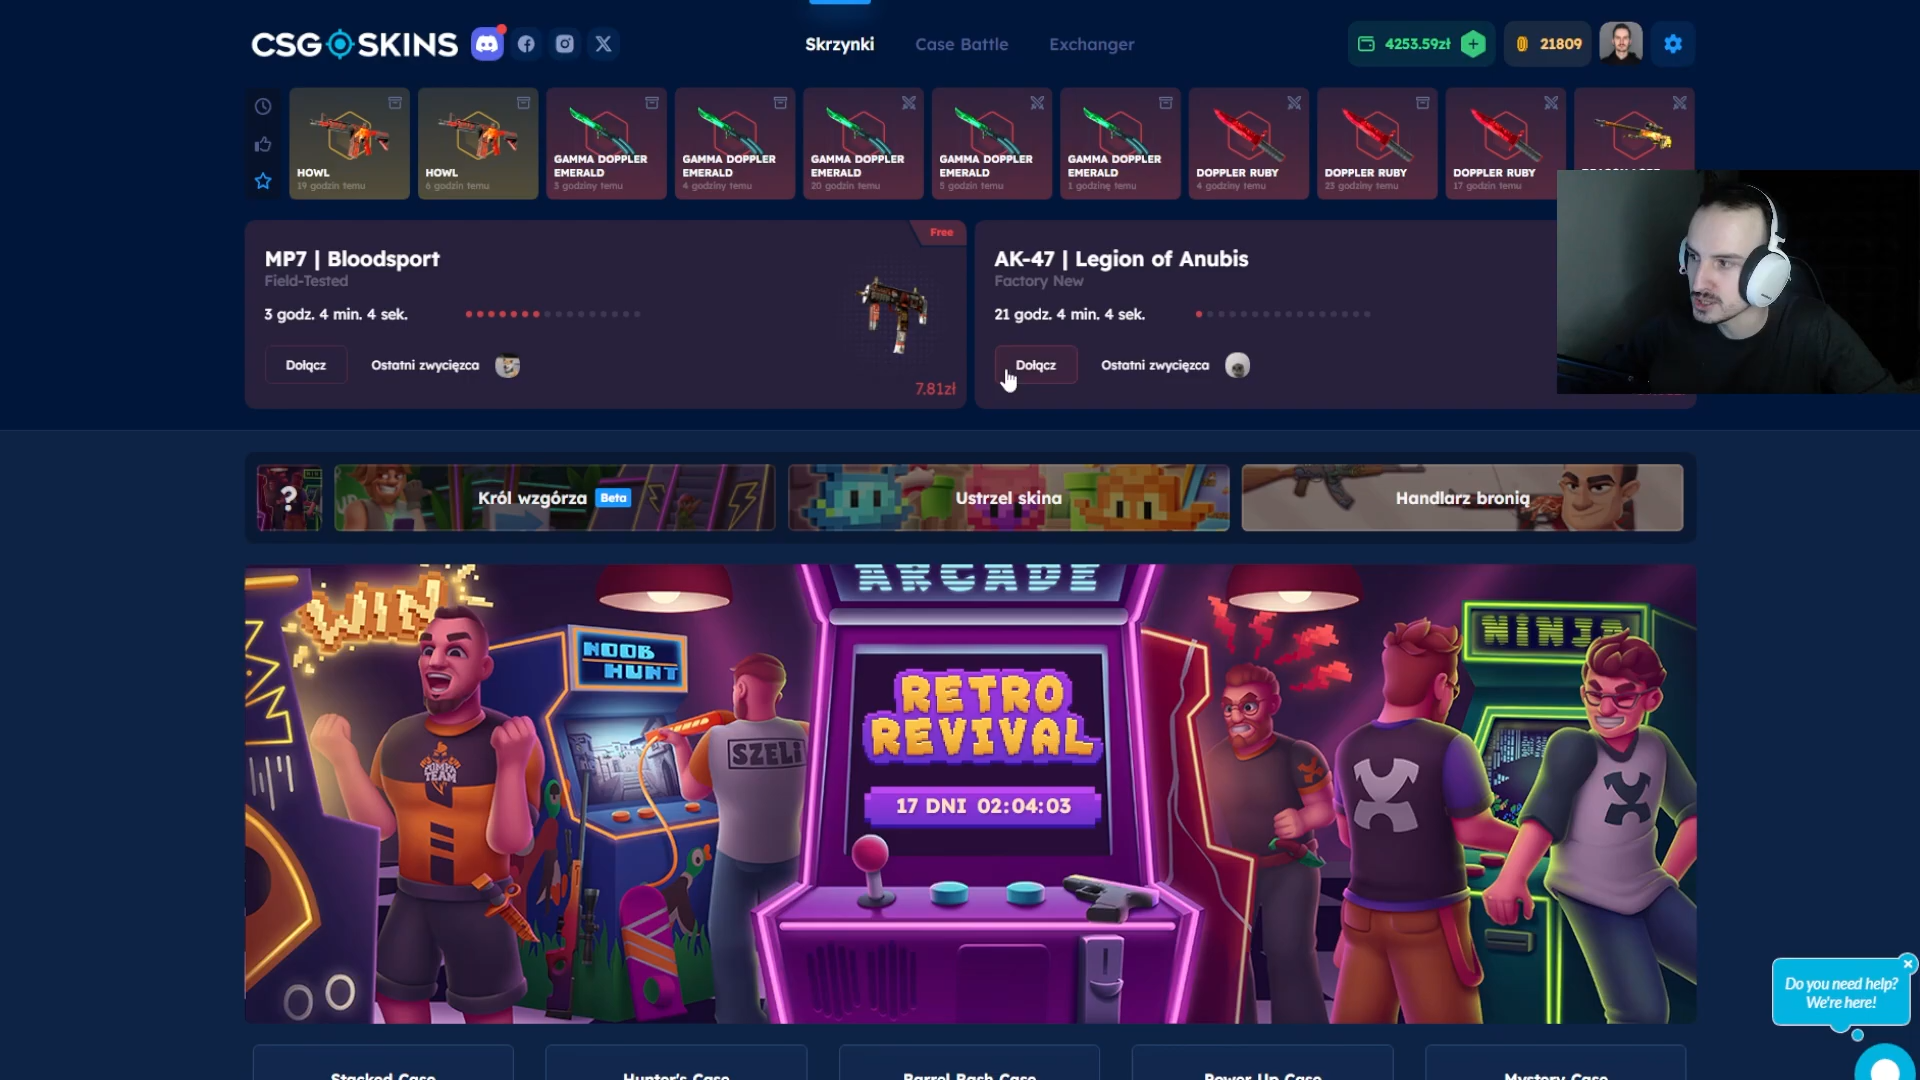 CSGOSKINS
Skrzynki
Case Battle
Exchanger
4253.59zł
21809
HOWL
19 godzin temu
HOWL
6 godzin temu
GAMMA DOPPLER
EMERALD
3 godziny temu
GAMMA DOPPLER
EMERALD
4 godziny temu
GAMMA DOPPLER
EMERALD
20 godzin temu
GAMMA DOPPLER
EMERALD
5 godzin temu
GAMMA DOPPLER
EMERALD
1 godzinę temu
DOPPLER RUBY
4 godziny temu
DOPPLER RUBY
23 godziny temu
DOPPLER RUBY
17 godzin temu
MP7 | Bloodsport
Free
Field-Tested
3 godz. 4 min. 4 sek.
Dołącz
Ostatni zwycięzca
7.81zł
AK-47 | Legion of Anubis
Factory New
21 godz. 4 min. 4 sek.
Dołącz
Ostatni zwycięzca
?
Król wzgórza Beta
Ustrzel skina
Handlarz bronią
ARCADE
WIN
NOOB
HUNT
NINJA
RETRO
REVIVAL
SZELI
POMPA
TEAM
17 DNI 02:04:03
Do you need help?
We're here!
Stacked Case
Hunter's Case
Barrel Bash Case
Power Up Case
Mystery Case